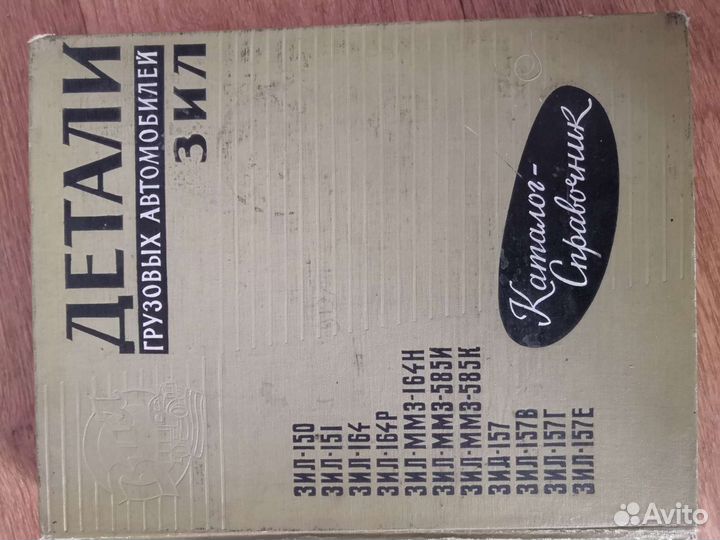 ДЕТАЛИ
ГРУЗОВЫХ АВТОМОБИЛЕЙ
ЗИЛ
Каталог-
Справочник
ЗИЛ-150
ЗИЛ-151
ЗИЛ-164
ЗИЛ-164Р
ЗИЛ-ММЗ-164Н
ЗИЛ-ММЗ-585И
ЗИЛ-ММЗ-585К
ЗИЛ-157
ЗИЛ-157В
ЗИЛ-157Г
ЗИЛ-157Е
Avito